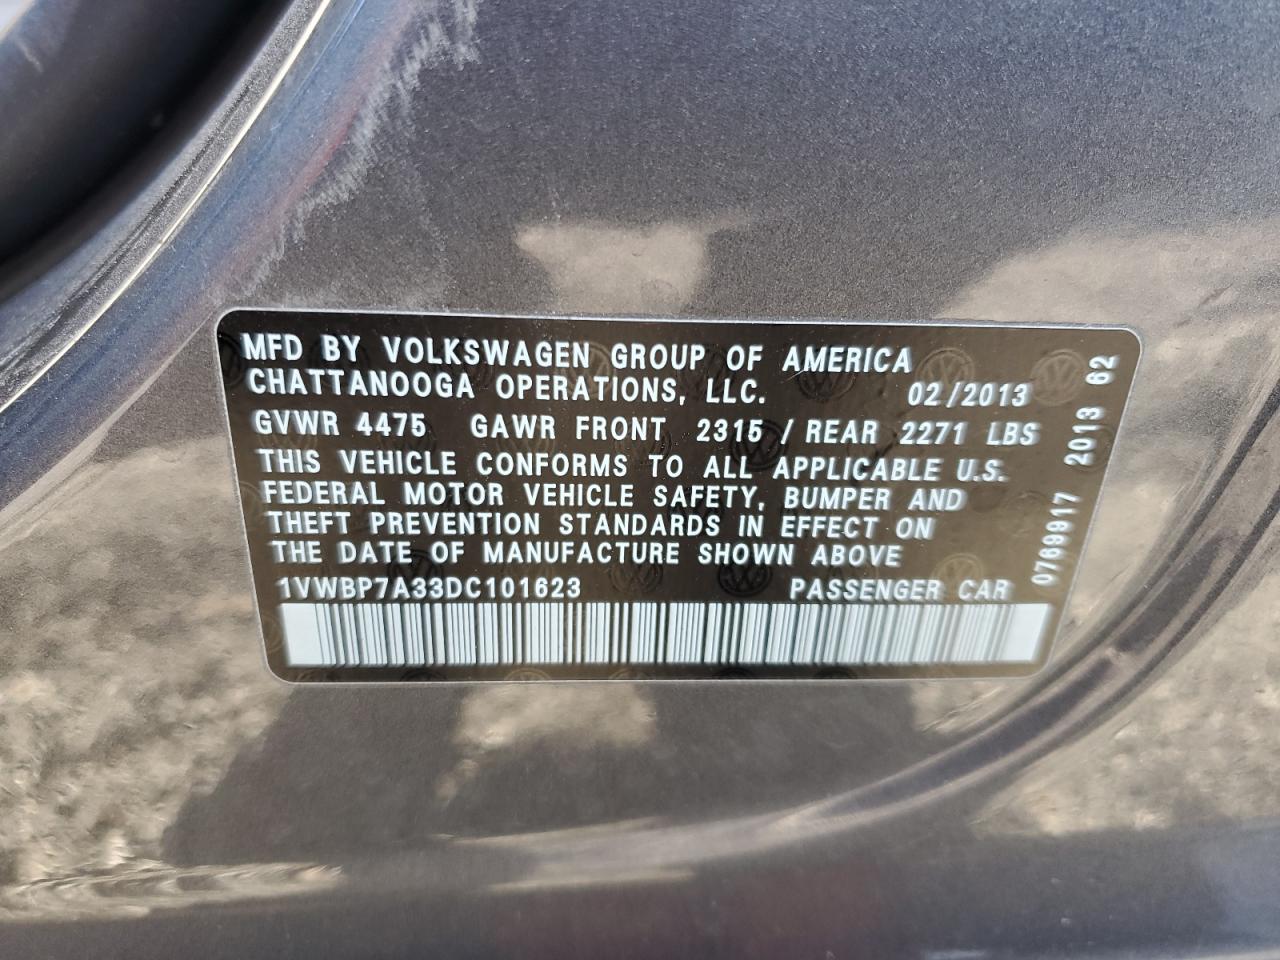 MFD BY VOLKSWAGEN GROUP OF AMERICA
CHATTANOOGA OPERATIONS, LLC. 02/2013
GVWR 4475 GAWR FRONT 2315 / REAR 2271 LBS
THIS VEHICLE CONFORMS TO ALL APPLICABLE U.S.
FEDERAL MOTOR VEHICLE SAFETY, BUMPER AND
THEFT PREVENTION STANDARDS IN EFFECT ON
THE DATE OF MANUFACTURE SHOWN ABOVE
1VWBP7A33DC101623 PASSENGER CAR
0769917 2013 62